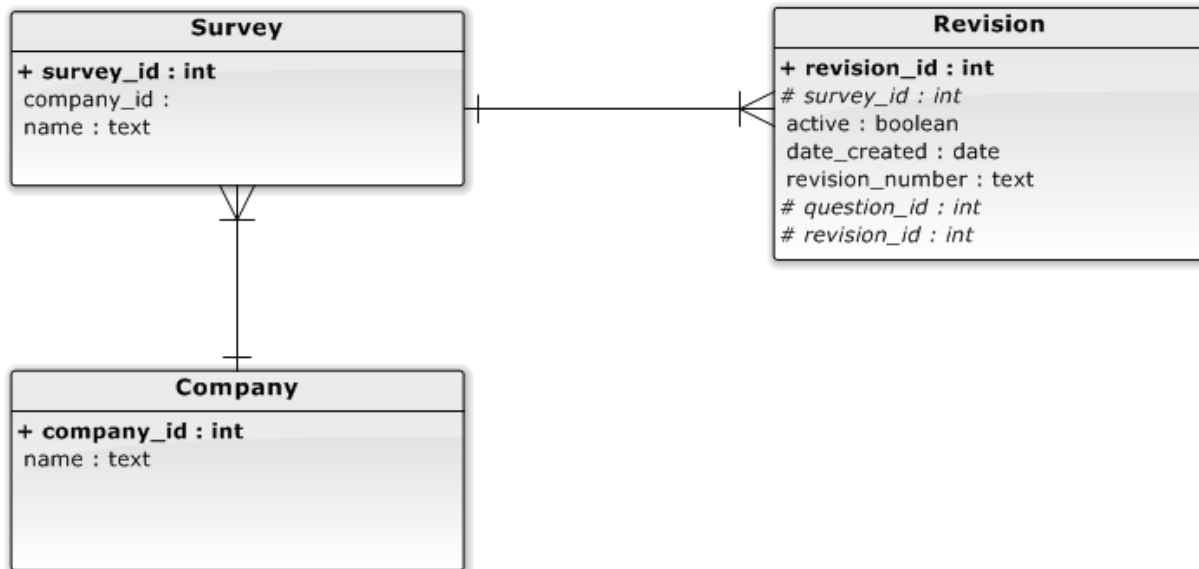 Survey
+ survey_id : int
company_id :
name : text
Revision
+ revision_id : int
# survey_id : int
active : boolean
date_created : date
revision_number : text
# question_id : int
# revision_id : int
Company
+ company_id : int
name : text